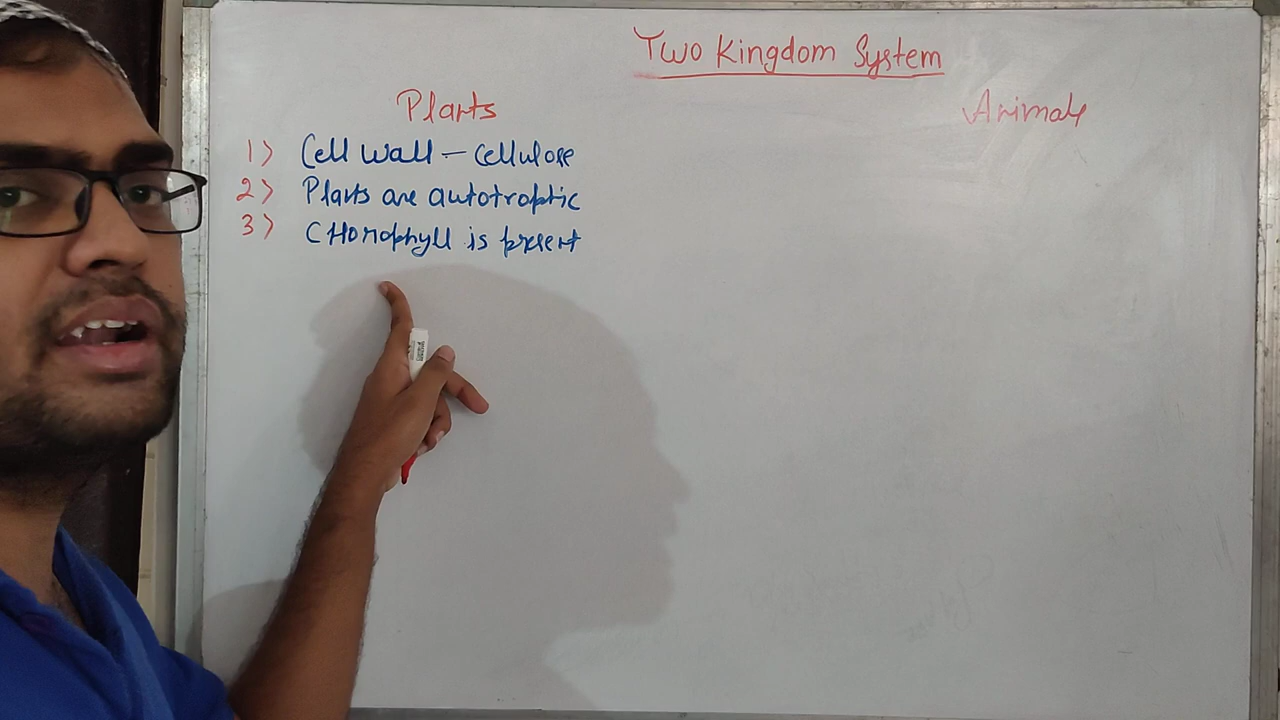 Two Kingdom System
Plants Animals
1) Cell Wall – Cellulose
2) Plants are autotroptic
3) CHlorophyll is present